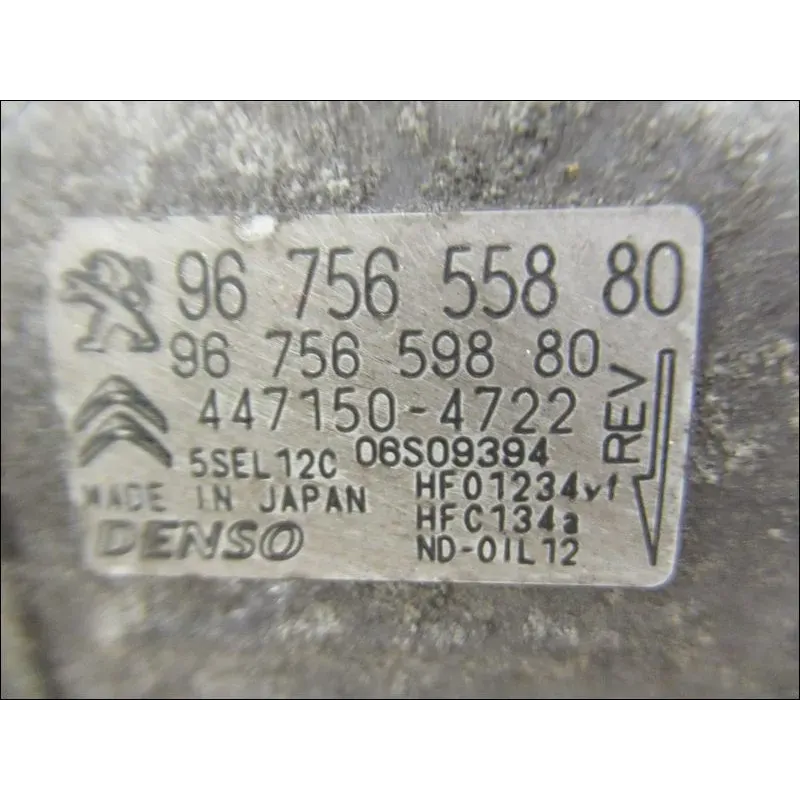 96 756 558 80
96 756 598 80
447150-4722
5SEL12C 06S09394
MADE IN JAPAN
HFO1234yf
HFC134a
DENSO
ND-OIL12
REV